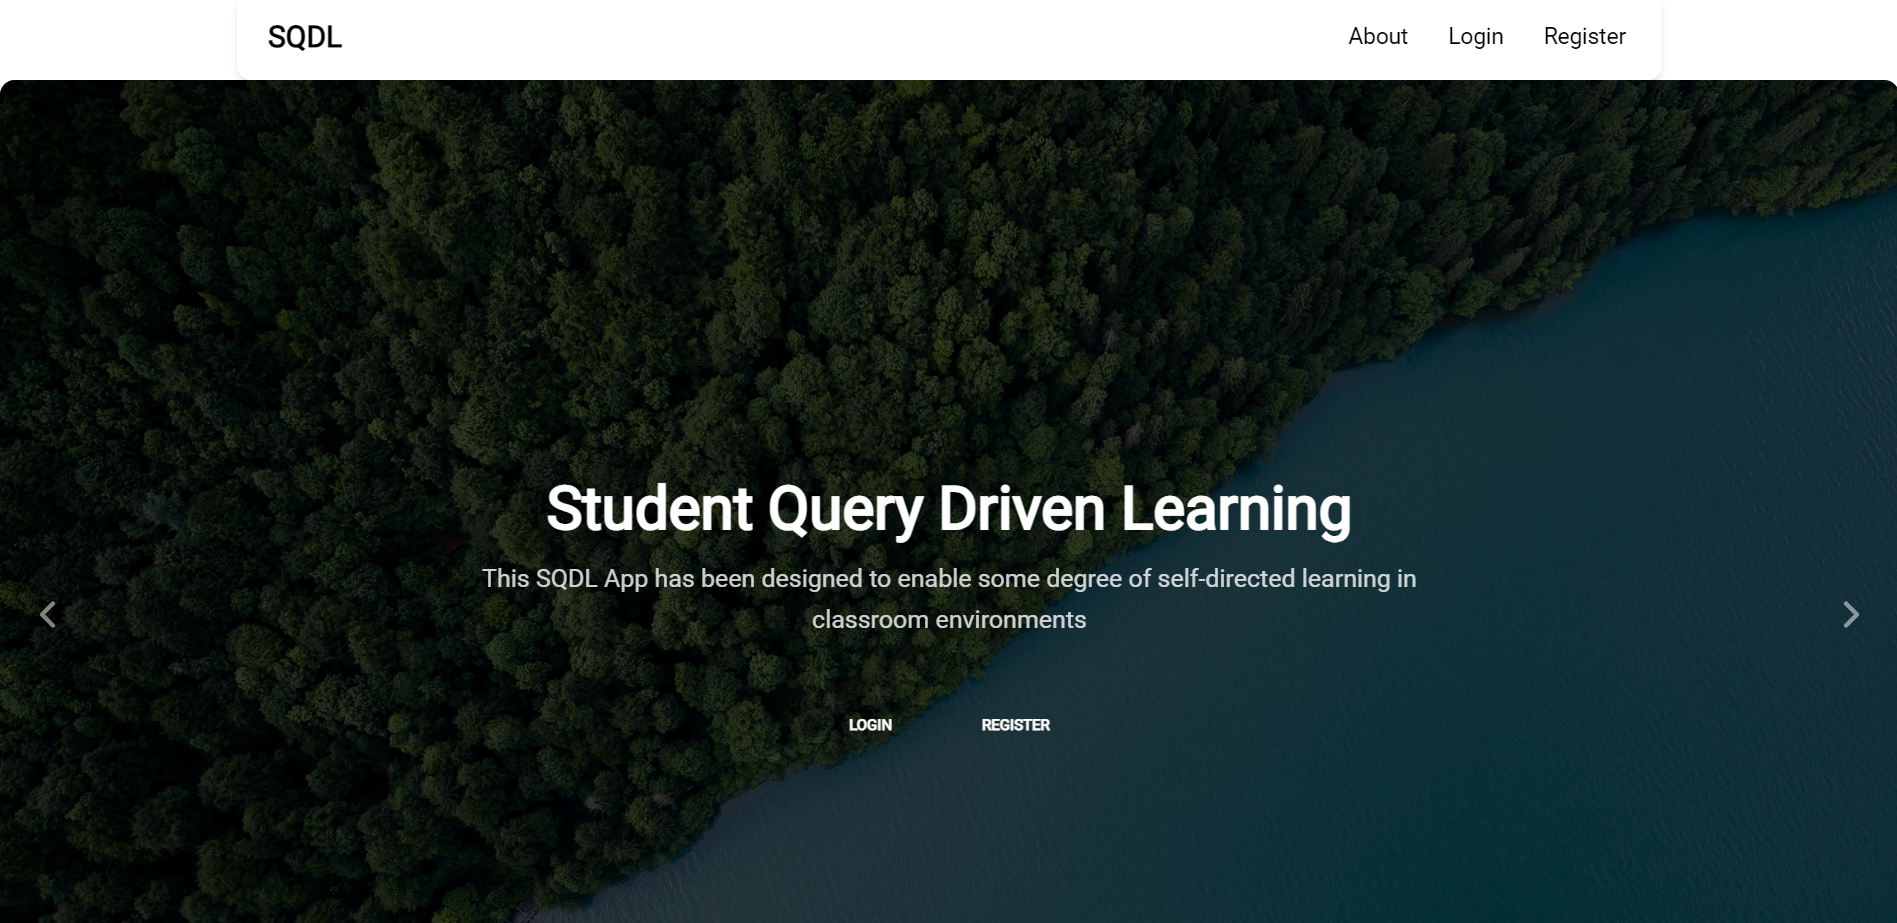 SQDL
About Login Register
Student Query Driven Learning
This SQDL App has been designed to enable some degree of self-directed learning in
classroom environments
LOGIN REGISTER